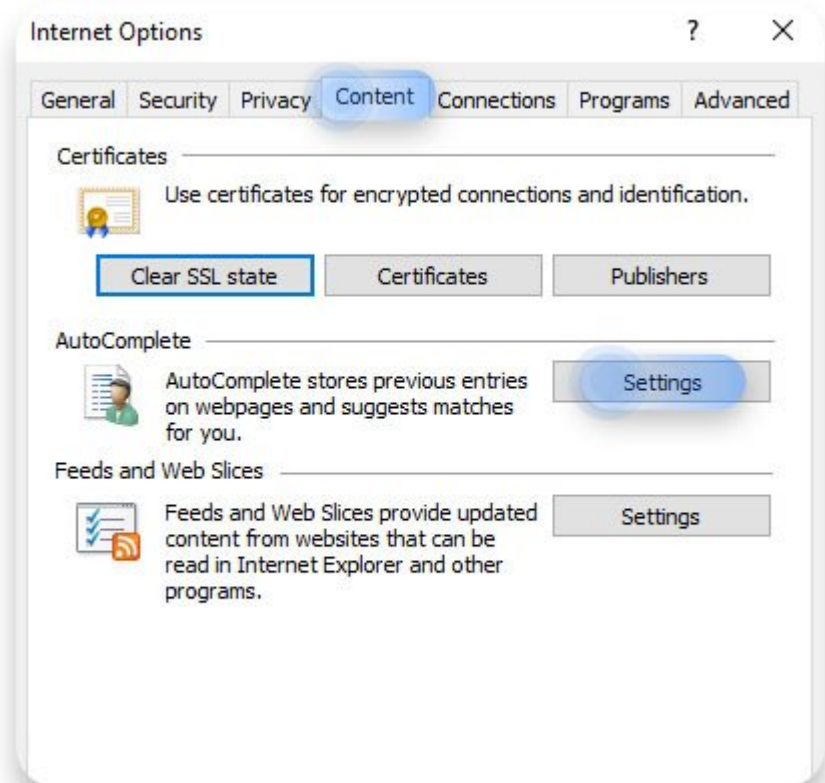 Internet Options ? ×
General Security Privacy Content Connections Programs Advanced
Certificates
Use certificates for encrypted connections and identification.
Clear SSL state Certificates Publishers
AutoComplete
AutoComplete stores previous entries
on webpages and suggests matches
for you.
Settings
Feeds and Web Slices
Feeds and Web Slices provide updated
content from websites that can be
read in Internet Explorer and other
programs.
Settings